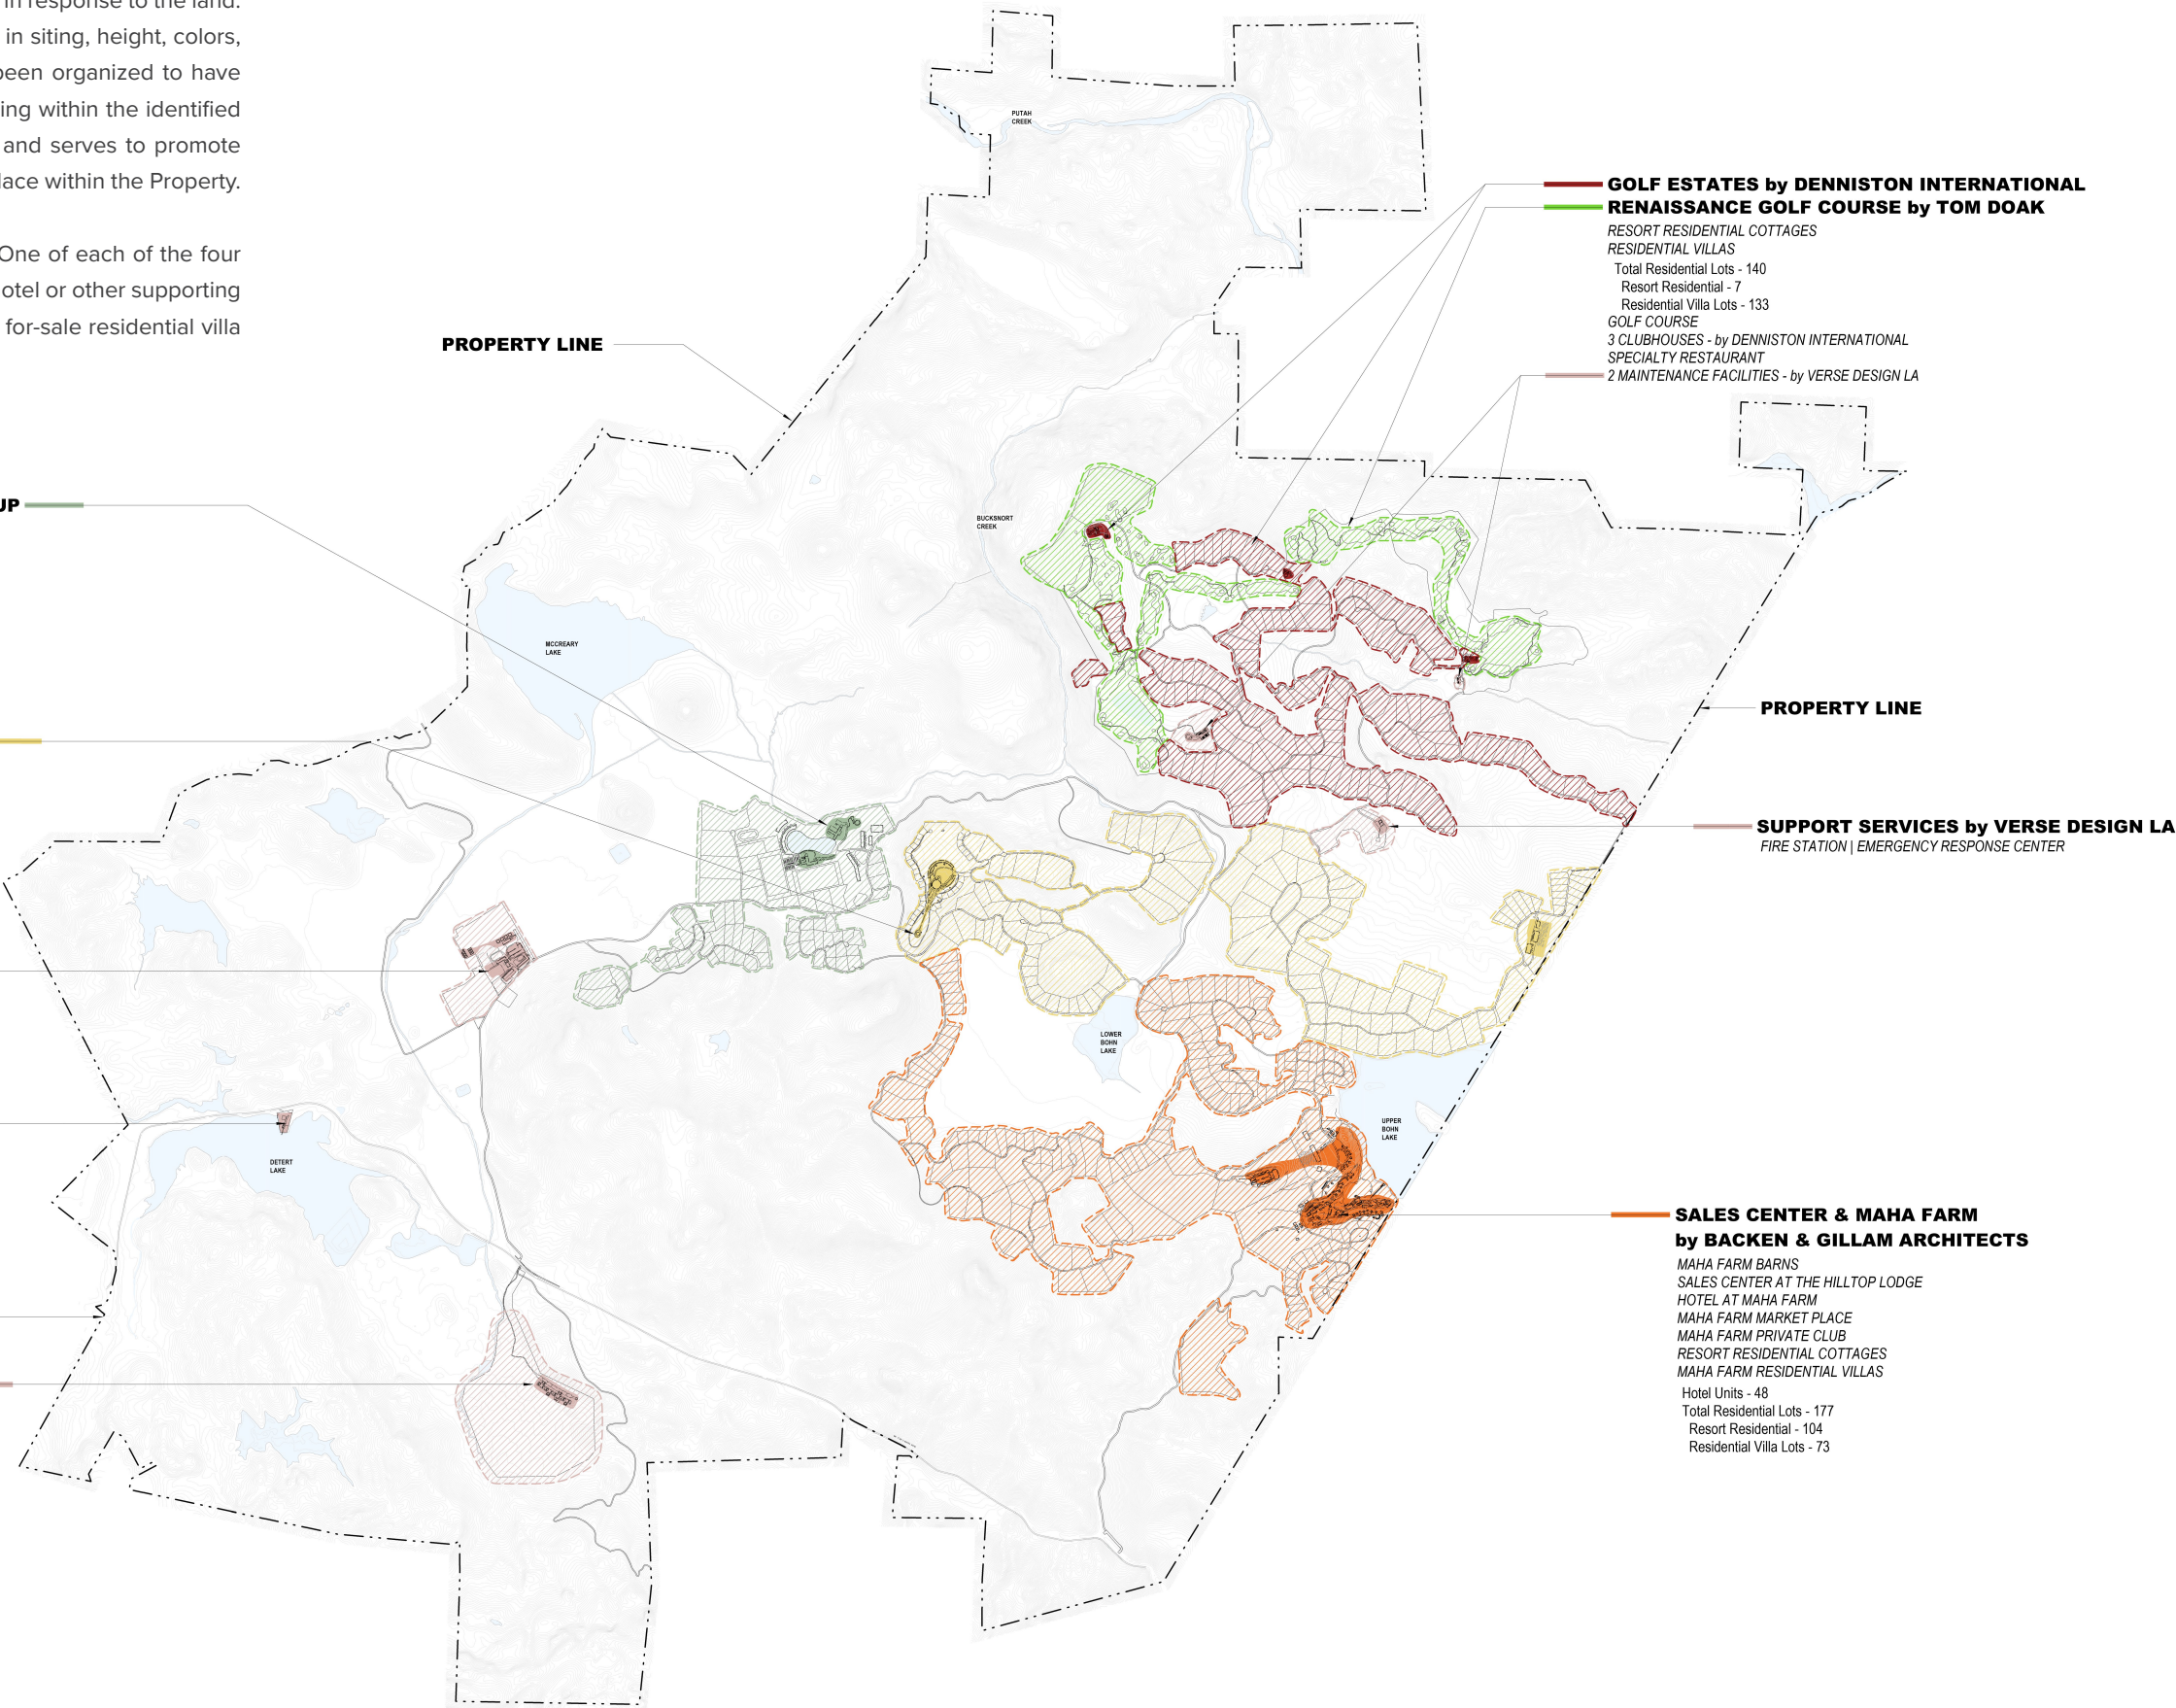 in response to the land.
in siting, height, colors,
been organized to have
within the identified
and serves to promote
within the Property.
One of each of the four
or other supporting
for-sale residential villa
PUTAH
CREEK
GOLF ESTATES by DENNISTON INTERNATIONAL
RENAISSANCE GOLF COURSE by TOM DOAK
RESORT RESIDENTIAL COTTAGES
RESIDENTIAL VILLAS
Total Residential Lots - 140
Resort Residential - 7
Residential Villa Lots - 133
GOLF COURSE
3 CLUBHOUSES - by DENNISTON INTERNATIONAL
SPECIALTY RESTAURANT
2 MAINTENANCE FACILITIES - by VERSE DESIGN LA
PROPERTY LINE
UP
BUCKSNORT
CREEK
MCCREARY
LAKE
PROPERTY LINE
SUPPORT SERVICES by VERSE DESIGN LA
FIRE STATION | EMERGENCY RESPONSE CENTER
LOWER
BOHN
LAKE
UPPER
BOHN
LAKE
DETERT
LAKE
SALES CENTER & MAHA FARM
by BACKEN & GILLAM ARCHITECTS
MAHA FARM BARNS
SALES CENTER AT THE HILLTOP LODGE
HOTEL AT MAHA FARM
MAHA FARM MARKET PLACE
MAHA FARM PRIVATE CLUB
RESORT RESIDENTIAL COTTAGES
MAHA FARM RESIDENTIAL VILLAS
Hotel Units - 48
Total Residential Lots - 177
Resort Residential - 104
Residential Villa Lots - 73